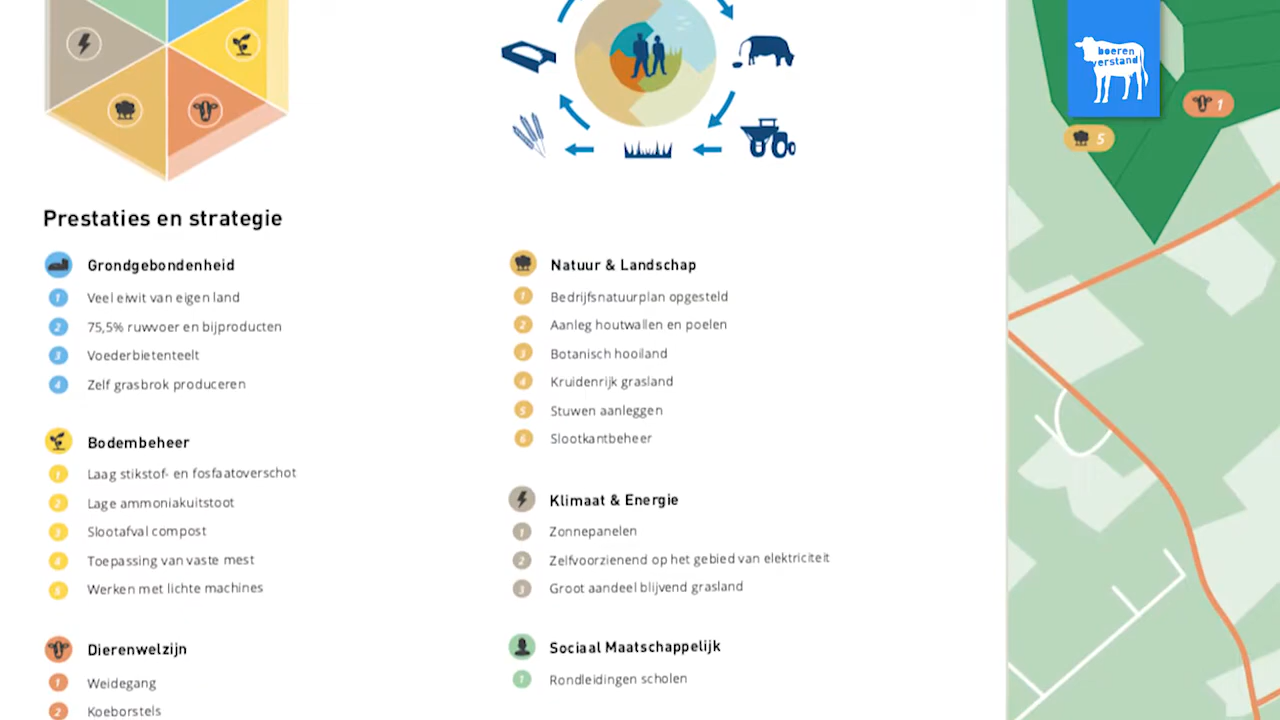 boeren
verstand
1
5
Prestaties en strategie
Grondgebondenheid
1 Veel eiwit van eigen land
2 75,5% ruwvoer en bijproducten
3 Voederbietenteelt
4 Zelf grasbrok produceren
Bodembeheer
1 Laag stikstof- en fosfaatoverschot
2 Lage ammoniakuitstoot
3 Slootafval compost
4 Toepassing van vaste mest
5 Werken met lichte machines
Dierenwelzijn
1 Weidegang
2 Koeborstels
Natuur & Landschap
1 Bedrijfsnatuurplan opgesteld
2 Aanleg houtwallen en poelen
3 Botanisch hooiland
4 Kruidenrijk grasland
5 Stuwen aanleggen
6 Slootkantbeheer
Klimaat & Energie
1 Zonnepanelen
2 Zelfvoorzienend op het gebied van elektriciteit
3 Groot aandeel blijvend grasland
Sociaal Maatschappelijk
1 Rondleidingen scholen